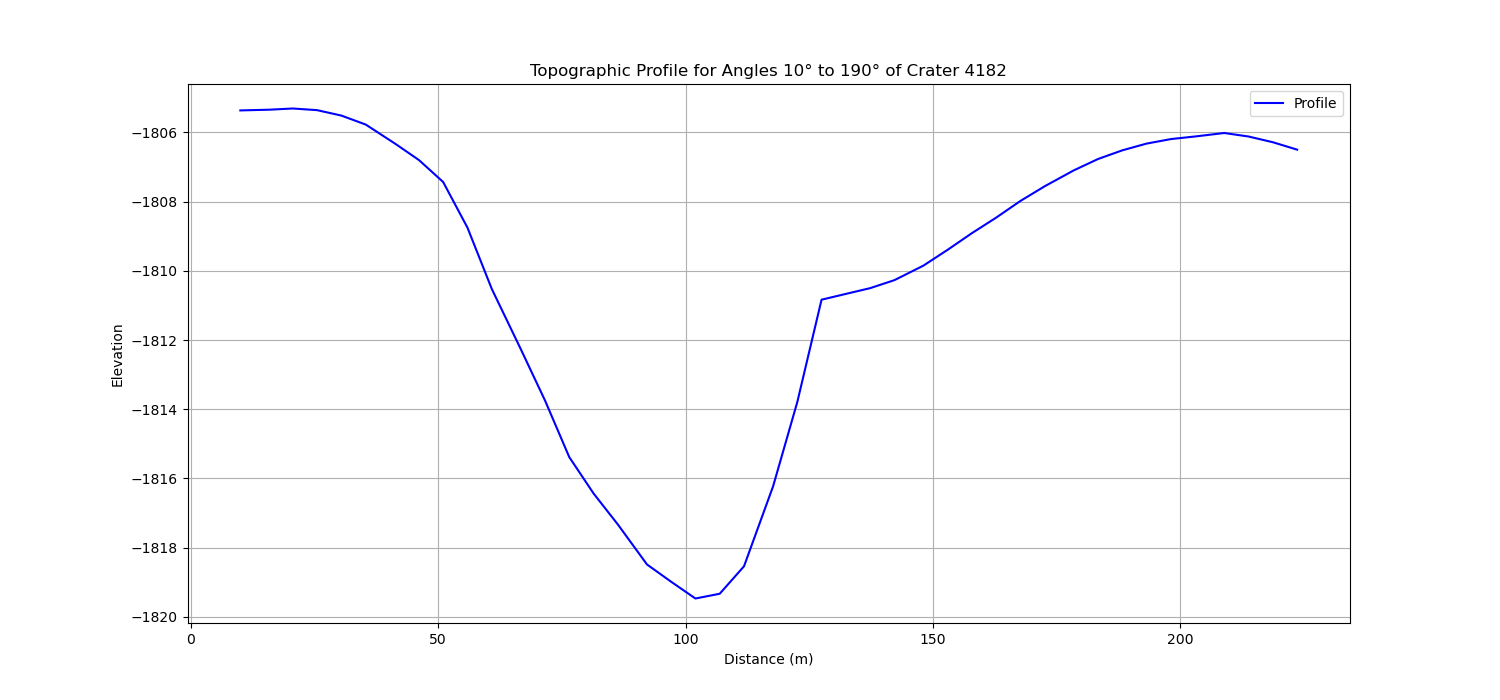 Topographic Profile for Angles 10° to 190° of Crater 4182
Profile
−1806
−1808
−1810
−1812
−1814
−1816
−1818
−1820
Elevation
0 50 100 150 200
Distance (m)